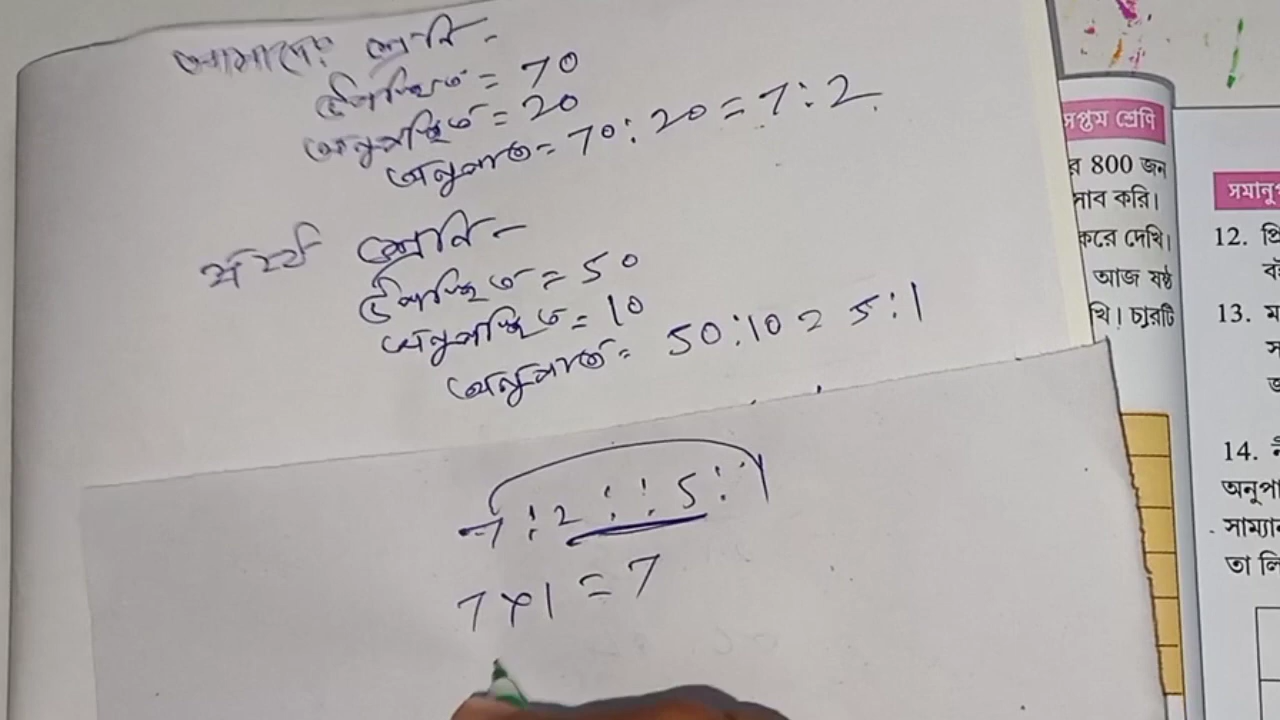 আমাদের শ্রেণি -
উপস্থিত = 70
অনুপস্থিত = 20
অনুপাত = 70 : 20 = 7 : 2
ষষ্ঠ শ্রেণি -
উপস্থিত = 50
অনুপস্থিত = 10
অনুপাত = 50 : 10 = 5 : 1
7 : 2 :: 5 : 1
7 × 1 = 7
সপ্তম শ্রেণি
র 800 জন
সাব করি।
করে দেখি।
আজ ষষ্ঠ
খি। চারটি
সমানু
12.
13.
14.
অনুপা
সাম্যা
তা লি